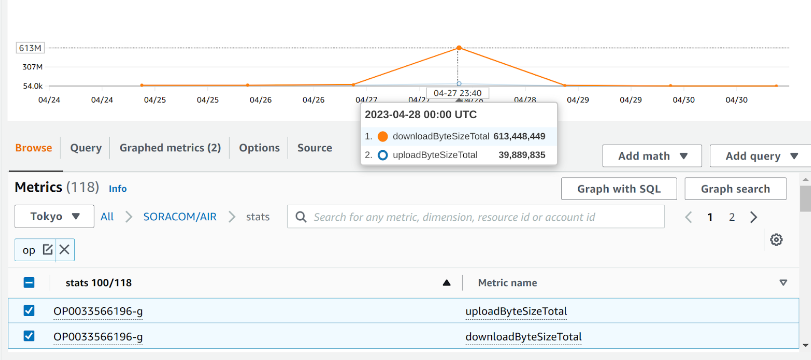 613M
307M
54.0k
04/24 04/24 04/25 04/25 04/26 04/26 04/27 04/27 04/28 04/28 04/29 04/29 04/30 04/30
04-27 23:40
2023-04-28 00:00 UTC
1. downloadByteSizeTotal 613,448,449
2. uploadByteSizeTotal 39,889,835
Browse Query Graphed metrics (2) Options Source Add math ▼ Add query ▼
Metrics (118) Info Graph with SQL Graph search
Tokyo ▼ All > SORACOM/AIR > stats Search for any metric, dimension, resource id or account id < 1 2 >
op
stats 100/118 ▲ Metric name
OP0033566196-g uploadByteSizeTotal
OP0033566196-g downloadByteSizeTotal